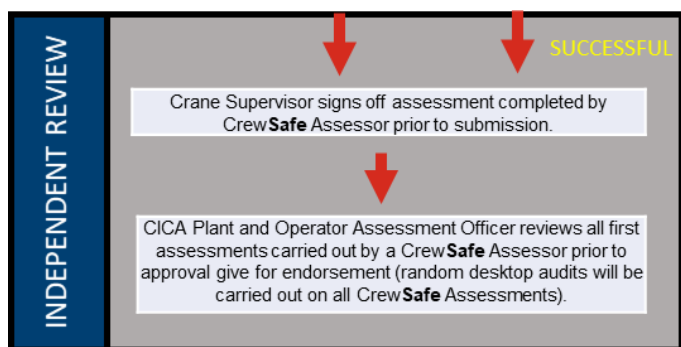 INDEPENDENT REVIEW
SUCCESSFUL
Crane Supervisor signs off assessment completed by
CrewSafe Assessor prior to submission.
CICA Plant and Operator Assessment Officer reviews all first
assessments carried out by a CrewSafe Assessor prior to
approval give for endorsement (random desktop audits will be
carried out on all CrewSafe Assessments).